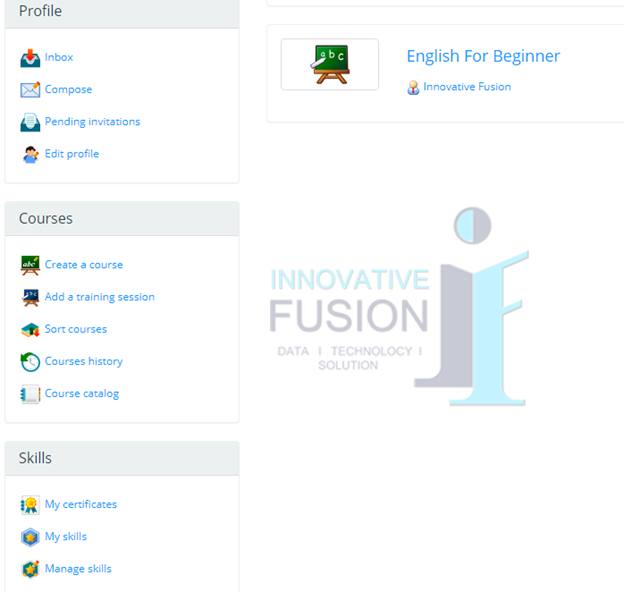 Profile
Inbox
Compose
Pending invitations
Edit profile
Courses
Create a course
Add a training session
Sort courses
Courses history
Course catalog
Skills
My certificates
My skills
Manage skills
abc
English For Beginner
Innovative Fusion
INNOVATIVE
FUSION
DATA I TECHNOLOGY I
SOLUTION